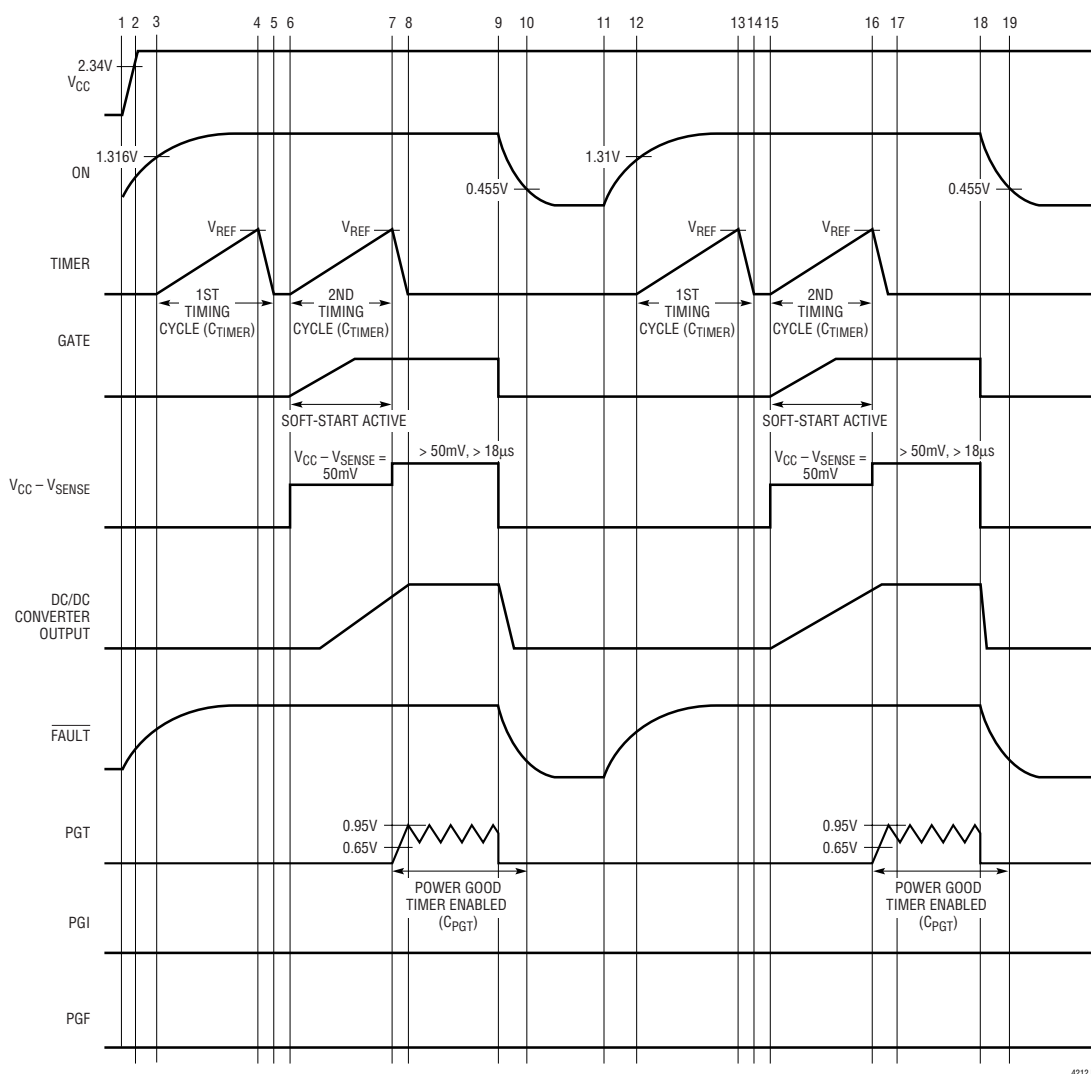 1 2 3 4 5 6 7 8 9 10 11 12 13 14 15 16 17 18 19
2.34V
VCC
1.316V
1.31V
ON
0.455V
0.455V
VREF
VREF
VREF
VREF
TIMER
1ST
TIMING
CYCLE (CTIMER)
2ND
TIMING
CYCLE (CTIMER)
1ST
TIMING
CYCLE (CTIMER)
2ND
TIMING
CYCLE (CTIMER)
GATE
SOFT-START ACTIVE
SOFT-START ACTIVE
VCC – VSENSE =
50mV
> 50mV, > 18µs
VCC – VSENSE =
50mV
> 50mV, > 18µs
VCC – VSENSE
DC/DC
CONVERTER
OUTPUT
FAULT
PGT
0.95V
0.65V
0.95V
0.65V
POWER GOOD
TIMER ENABLED
(CPGT)
POWER GOOD
TIMER ENABLED
(CPGT)
PGI
PGF